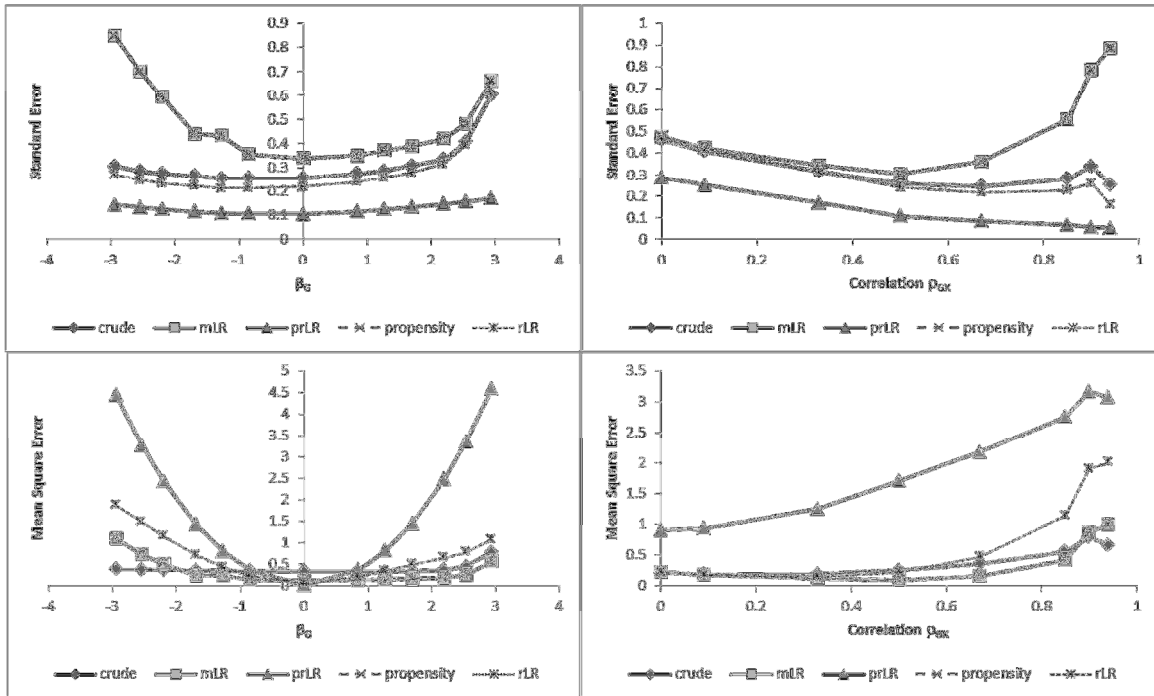 0.9
0.8
0.7
0.6
0.5
0.4
0.3
0.2
0.1
0
Standard Error
-4 -3 -2 -1 0 1 2 3 4
β_G
crude mLR prLR propensity rLR
1
0.9
0.8
0.7
0.6
0.5
0.4
0.3
0.2
0.1
0
Standard Error
0 0.2 0.4 0.6 0.8 1
Correlation ρ_GX
crude mLR prLR propensity rLR
5
4.5
4
3.5
3
2.5
2
1.5
1
0.5
0
Mean Square Error
-4 -3 -2 -1 0 1 2 3 4
β_G
crude mLR prLR propensity rLR
3.5
3
2.5
2
1.5
1
0.5
0
Mean Square Error
0 0.2 0.4 0.6 0.8 1
Correlation ρ_GX
crude mLR prLR propensity rLR